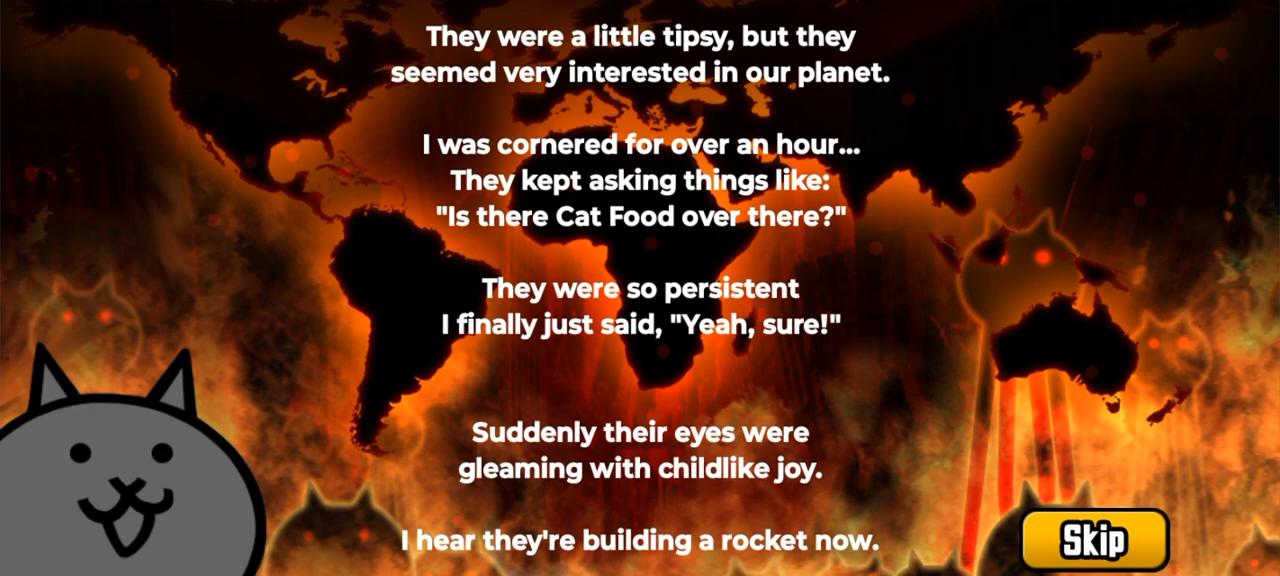 They were a little tipsy, but they
seemed very interested in our planet.
I was cornered for over an hour...
They kept asking things like:
"Is there Cat Food over there?"
They were so persistent
I finally just said, "Yeah, sure!"
Suddenly their eyes were
gleaming with childlike joy.
I hear they're building a rocket now.
Skip